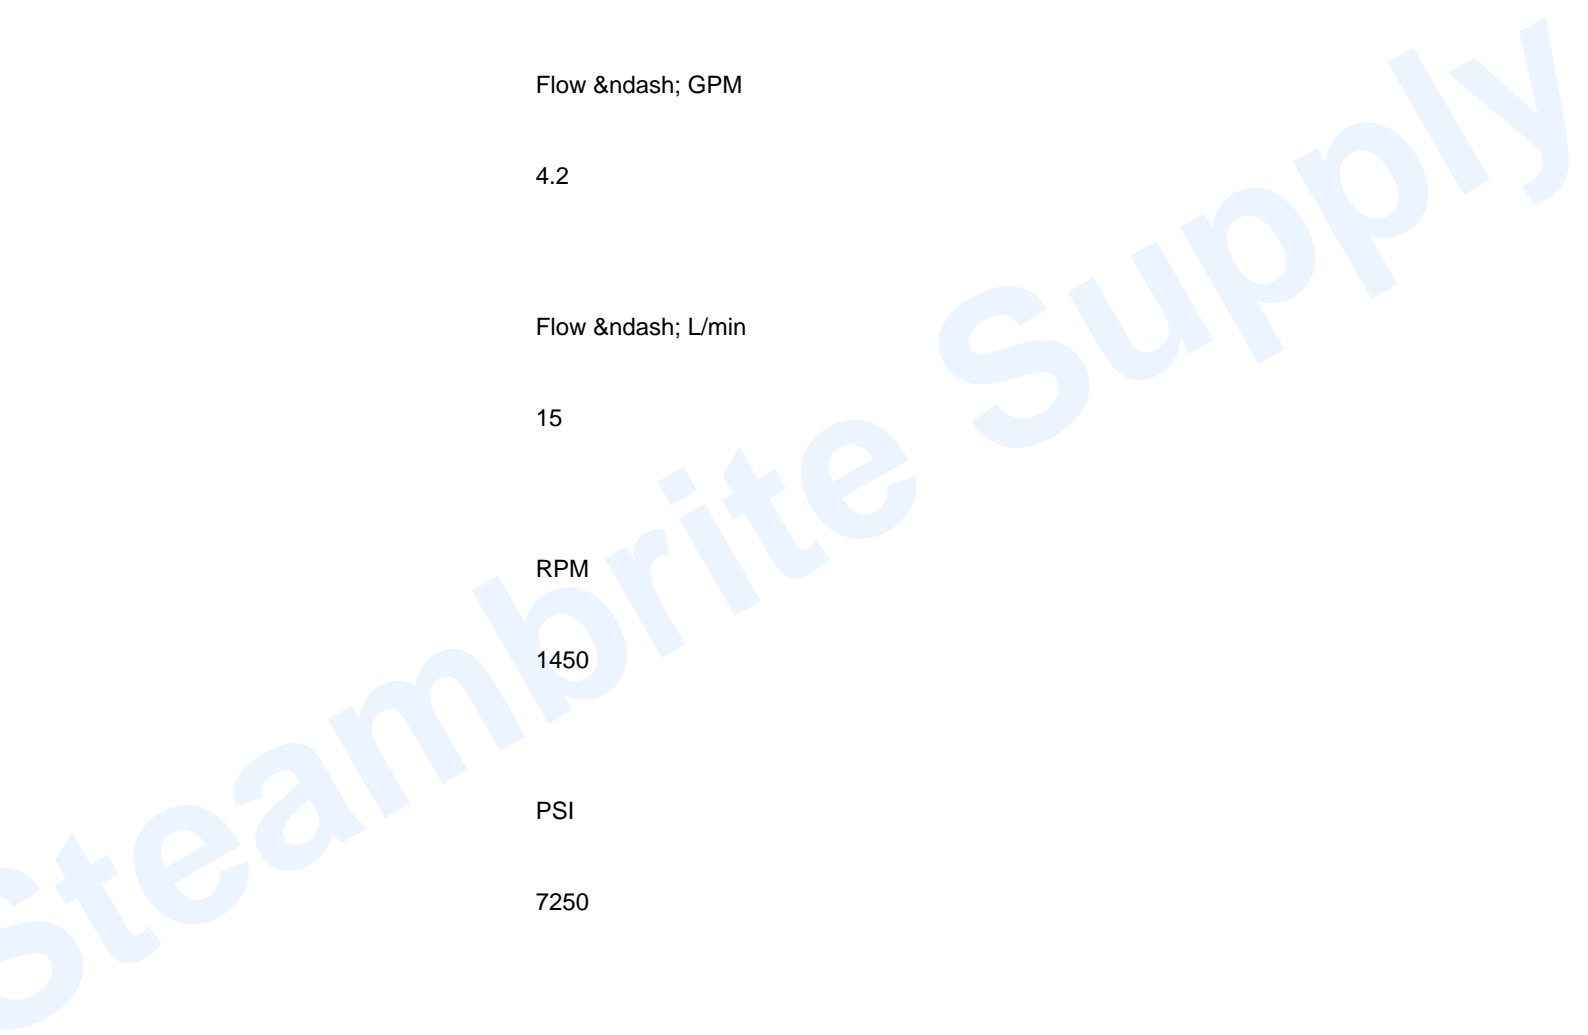 Flow &ndash; GPM
4.2
Flow &ndash; L/min
15
RPM
1450
PSI
7250
Steambrite Supply